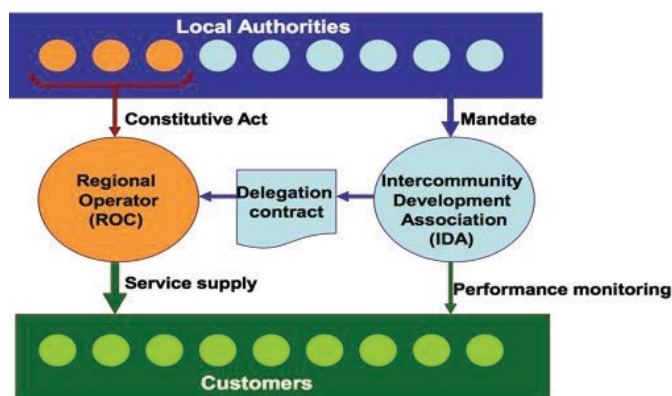 Local Authorities
Constitutive Act
Mandate
Regional
Operator
(ROC)
Delegation
contract
Intercommunity
Development
Association
(IDA)
Service supply
Performance monitoring
Customers